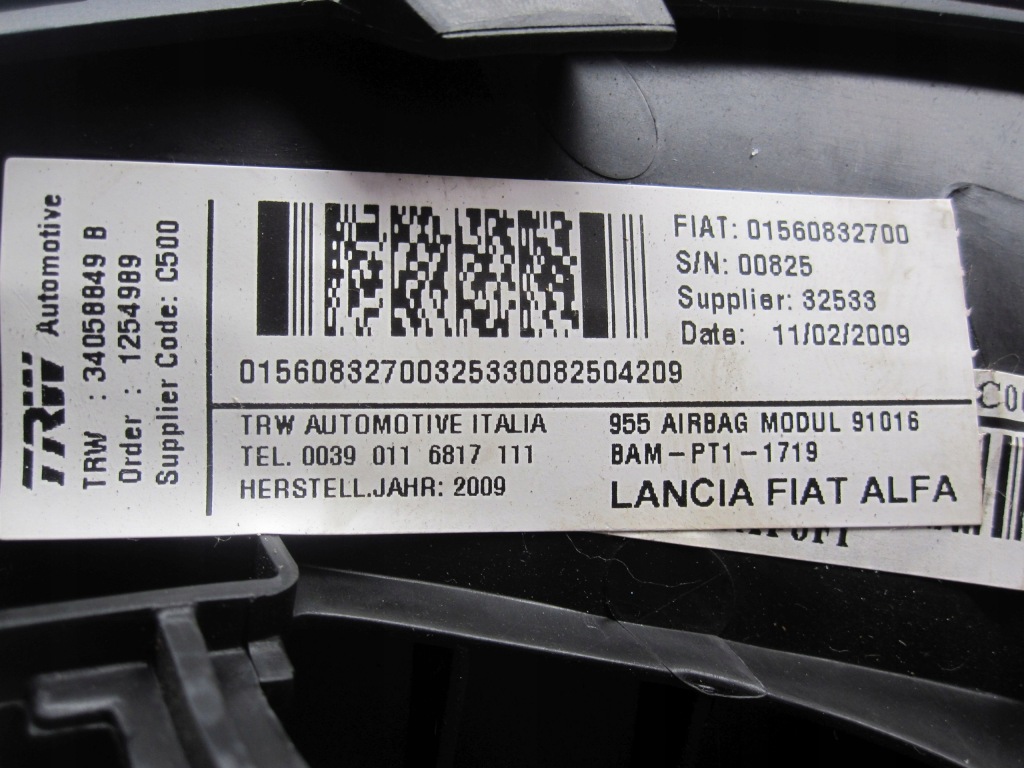 TRW Automotive
TRW : 34058849 B
Order : 1254989
Supplier Code: C500
FIAT: 01560832700
S/N: 00825
Supplier: 32533
Date: 11/02/2009
01560832700325330082504209
TRW AUTOMOTIVE ITALIA
TEL. 0039 011 6817 111
HERSTELL.JAHR: 2009
955 AIRBAG MODUL 91016
BAM-PT1-1719
LANCIA FIAT ALFA